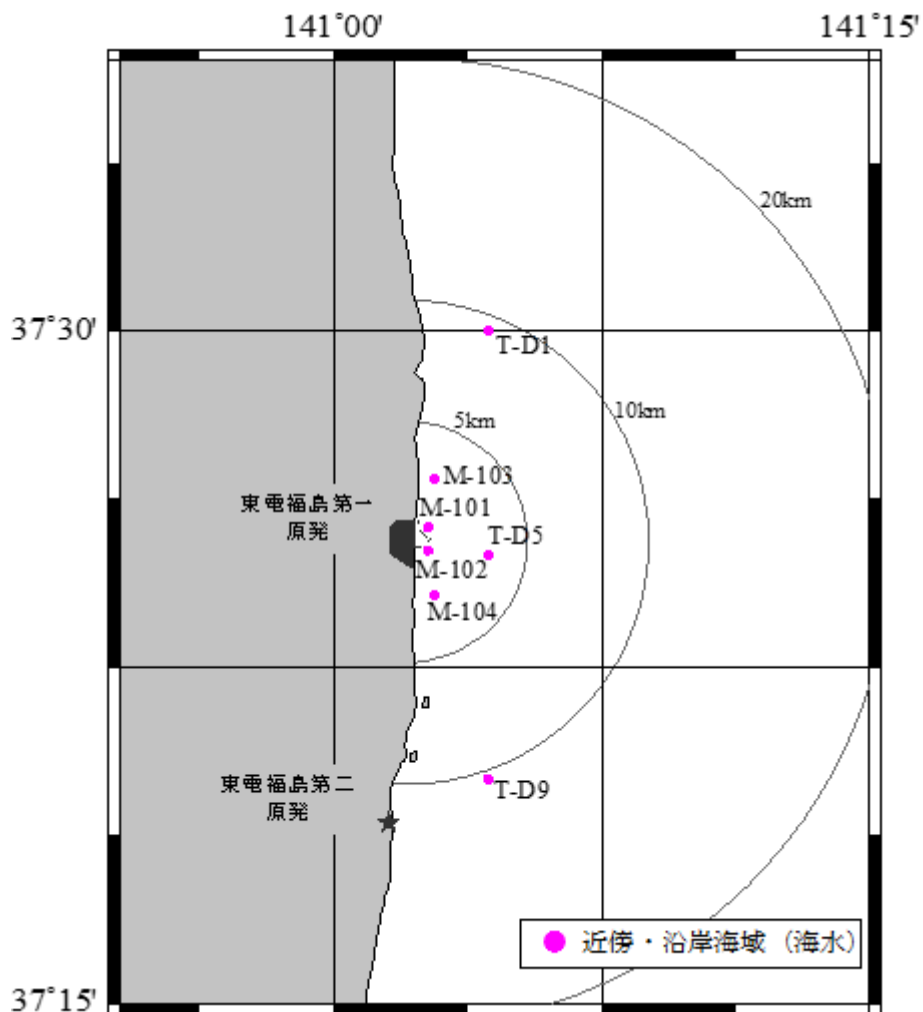 141°00'
141°15'
20km
37°30'
T-D1
10km
5km
M-103
東電福島第一
原発
M-101
T-D5
M-102
M-104
東電福島第二
原発
T-D9
近傍・沿岸海域（海水）
37°15'